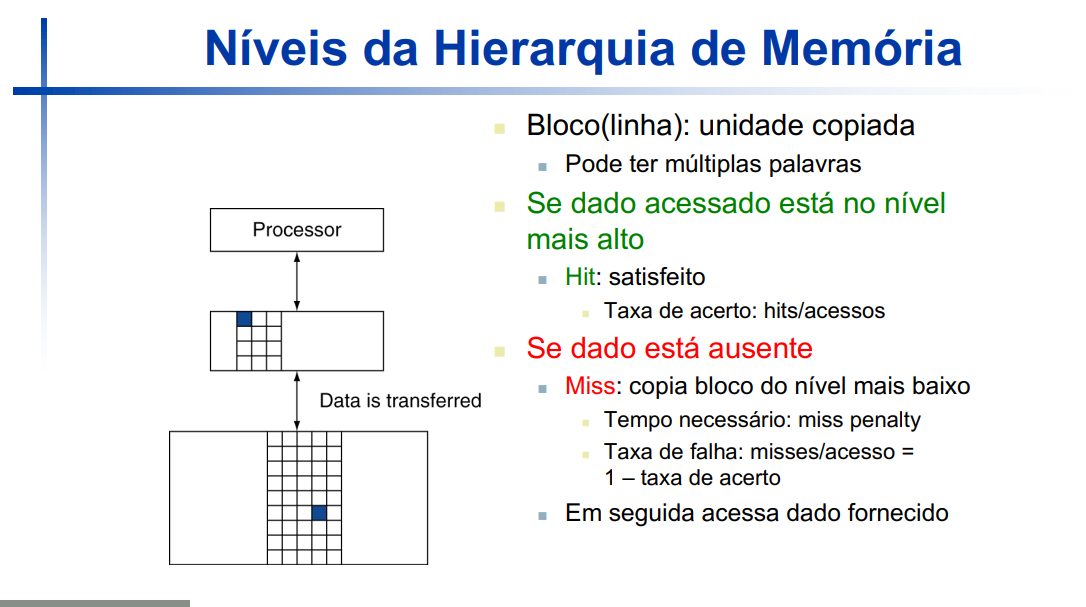 Níveis da Hierarquia de Memória
Bloco(linha): unidade copiada
Pode ter múltiplas palavras
Se dado acessado está no nível
mais alto
Hit: satisfeito
Taxa de acerto: hits/acessos
Se dado está ausente
Miss: copia bloco do nível mais baixo
Tempo necessário: miss penalty
Taxa de falha: misses/acesso =
1 – taxa de acerto
Em seguida acessa dado fornecido
Processor
Data is transferred